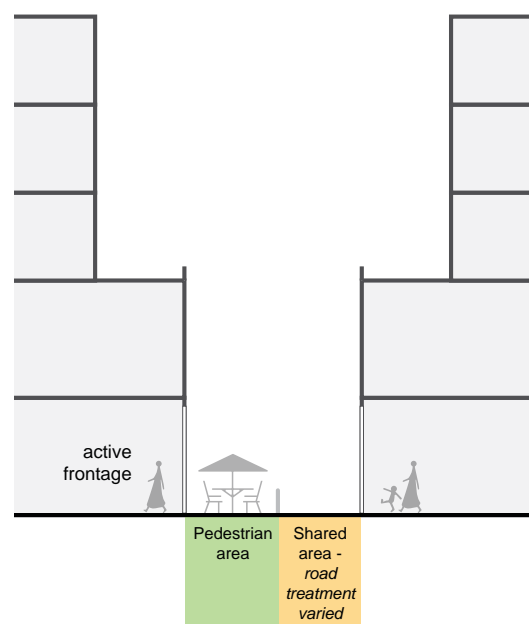 active
frontage
Pedestrian
area
Shared
area -
road
treatment
varied